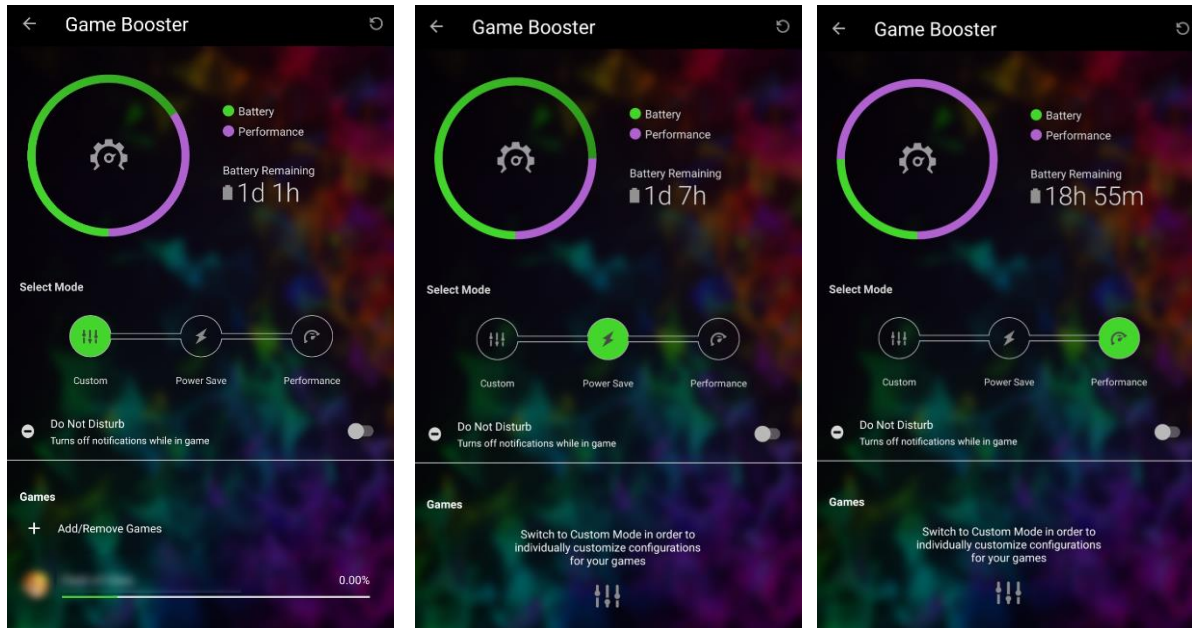 Game Booster
Battery
Performance
Battery Remaining
1d 1h
Select Mode
Custom
Power Save
Performance
Do Not Disturb
Turns off notifications while in game
Games
Add/Remove Games
0.00%
Game Booster
Battery
Performance
Battery Remaining
1d 7h
Select Mode
Custom
Power Save
Performance
Do Not Disturb
Turns off notifications while in game
Games
Switch to Custom Mode in order to
individually customize configurations
for your games
Game Booster
Battery
Performance
Battery Remaining
18h 55m
Select Mode
Custom
Power Save
Performance
Do Not Disturb
Turns off notifications while in game
Games
Switch to Custom Mode in order to
individually customize configurations
for your games